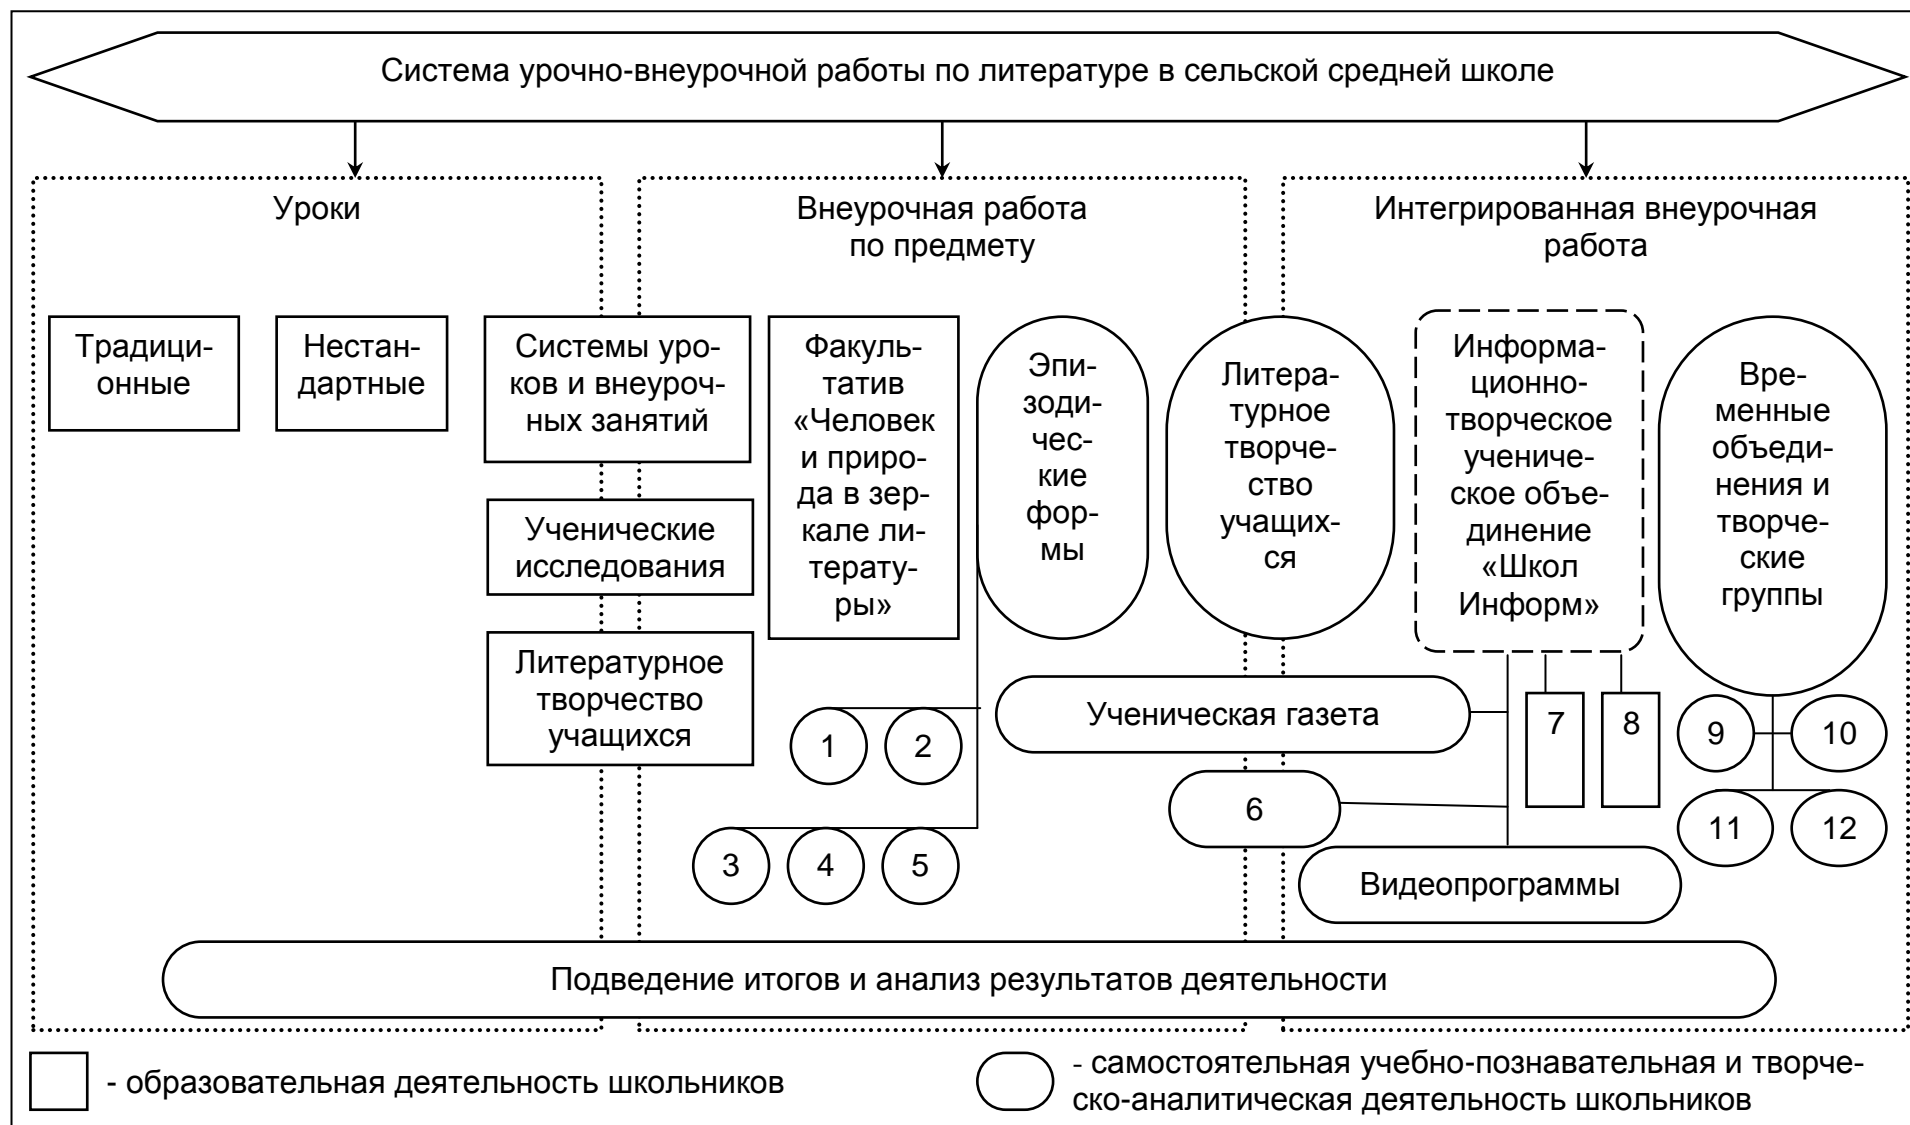 Система урочно-внеурочной работы по литературе в сельской средней школе
Уроки
Внеурочная работа
по предмету
Интегрированная внеурочная
работа
Традици-
онные
Нестан-
дартные
Системы уро-
ков и внеуроч-
ных занятий
Ученические
исследования
Литературное
творчество
учащихся
Факуль-
татив
«Человек
и приро-
да в зер-
кале ли-
терату-
ры»
Эпи-
зоди-
чес-
кие
фор-
мы
Литера-
турное
творче-
ство
учащих-
ся
Информа-
ционно-
творческое
учениче-
ское объе-
динение
«Школ
Информ»
Вре-
менные
объеди-
нения и
творче-
ские
группы
Ученическая газета
1
2
3
4
5
6
7
8
9
10
11
12
Видеопрограммы
Подведение итогов и анализ результатов деятельности
- образовательная деятельность школьников
- самостоятельная учебно-познавательная и творче-
ско-аналитическая деятельность школьников